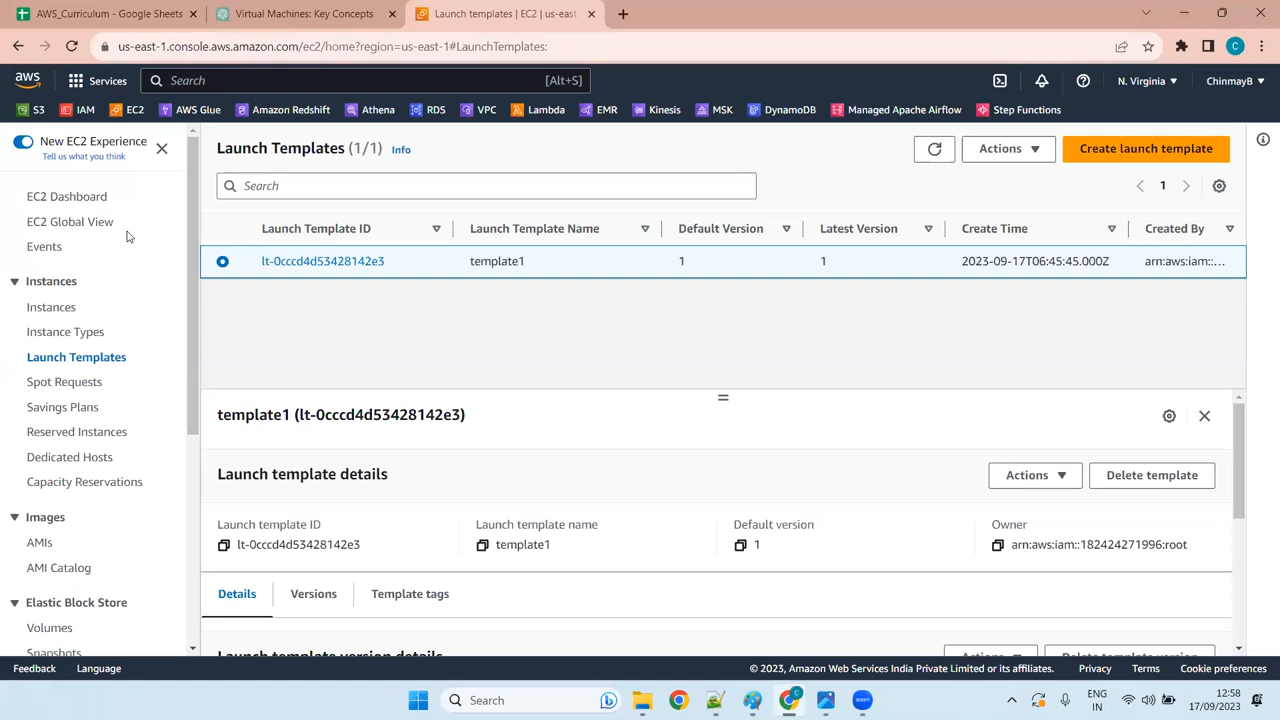 AWS_Curriculum - Google Sheets
Virtual Machines: Key Concepts
Launch templates | EC2 | us-east
us-east-1.console.aws.amazon.com/ec2/home?region=us-east-1#LaunchTemplates:
C
aws
Services
Search
[Alt+S]
N. Virginia
ChinmayB
S3
IAM
EC2
AWS Glue
Amazon Redshift
Athena
RDS
VPC
Lambda
EMR
Kinesis
MSK
DynamoDB
Managed Apache Airflow
Step Functions
New EC2 Experience
Tell us what you think
EC2 Dashboard
EC2 Global View
Events
Instances
Instances
Instance Types
Launch Templates
Spot Requests
Savings Plans
Reserved Instances
Dedicated Hosts
Capacity Reservations
Images
AMIs
AMI Catalog
Elastic Block Store
Volumes
Snapshots
Launch Templates (1/1) Info
Actions
Create launch template
Search
1
Launch Template ID
Launch Template Name
Default Version
Latest Version
Create Time
Created By
lt-0cccd4d53428142e3
template1
1
1
2023-09-17T06:45:45.000Z
arn:aws:iam::...
template1 (lt-0cccd4d53428142e3)
Launch template details
Actions
Delete template
Launch template ID
lt-0cccd4d53428142e3
Launch template name
template1
Default version
1
Owner
arn:aws:iam::182424271996:root
Details
Versions
Template tags
Launch template version details
Actions
Delete template version
Feedback
Language
© 2023, Amazon Web Services India Private Limited or its affiliates.
Privacy
Terms
Cookie preferences
Search
ENG
IN
12:58
17/09/2023